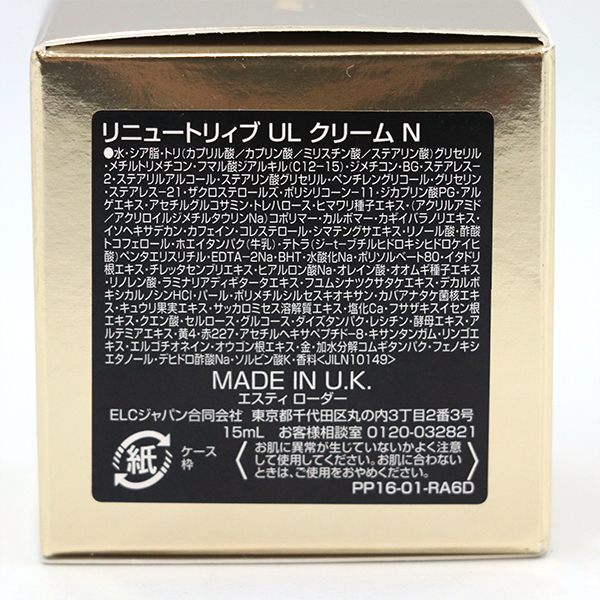 リニュートリィブ UL クリーム N
●水・シア脂・トリ(カプリル酸／カプリン酸／ミリスチン酸／ステアリン酸)グリセリル・
メチルトリメチコン・フマル酸ジアルキル(C12-15)・ジメチコン・BG・ステアレス-
2・ステアリルアルコール・ステアリン酸グリセリル・ペンチレングリコール・グリセリン・
ステアレス-21・ザクロステロールズ・ポリシリコーン-11・ジカプリン酸PG・アル
ゲエキス・アセチルグルコサミン・トレハロース・ヒマワリ種子エキス・(アクリルアミド
／アクリロイルジメチルタウリンNa)コポリマー・カルボマー・カギイバラノリエキス・
イソヘキサデカン・カフェイン・コレステロール・シマテングサエキス・リノール酸・酢酸
トコフェロール・ホエイタンパク(牛乳)・テトラ(ジ-t-ブチルヒドロキシヒドロケイヒ
酸)ペンタエリスリチル・EDTA-2Na・BHT・水酸化Na・ポリソルベート80・イタドリ
根エキス・チレッタセンブリエキス・ヒアルロン酸Na・オレイン酸・オオムギ種子エキス・
リノレン酸・ラミナリアディギタータエキス・フユムシナツクサタケエキス・デカルボ
キシカルノシンHCl・パール・ポリメチルシルセスキオキサン・カバアナタケ菌核エキ
ス・キュウリ果実エキス・サッカロミセス溶解質エキス・塩化Ca・フサザキスイセン根
エキス・クエン酸・セルロース・グルコース・ダイズタンパク・レシチン・酵母エキス・ア
ルテミアエキス・黄4・赤227・アセチルヘキサペプチド-8・キサンタンガム・リンゴエ
キス・エルゴチオネイン・オウゴン根エキス・金・加水分解コムギタンパク・フェノキシ
エタノール・デヒドロ酢酸Na・ソルビン酸K・香料<JILN10149>
MADE IN U.K.
エスティ ローダー
ELCジャパン合同会社 東京都千代田区丸の内3丁目2番3号
15mL お客様相談室 0120-032821
紙
ケース
枠
お肌に異常が生じていないかよく注意
して使用してください。お肌に合わない
ときは、ご使用をおやめください。
PP16-01-RA6D